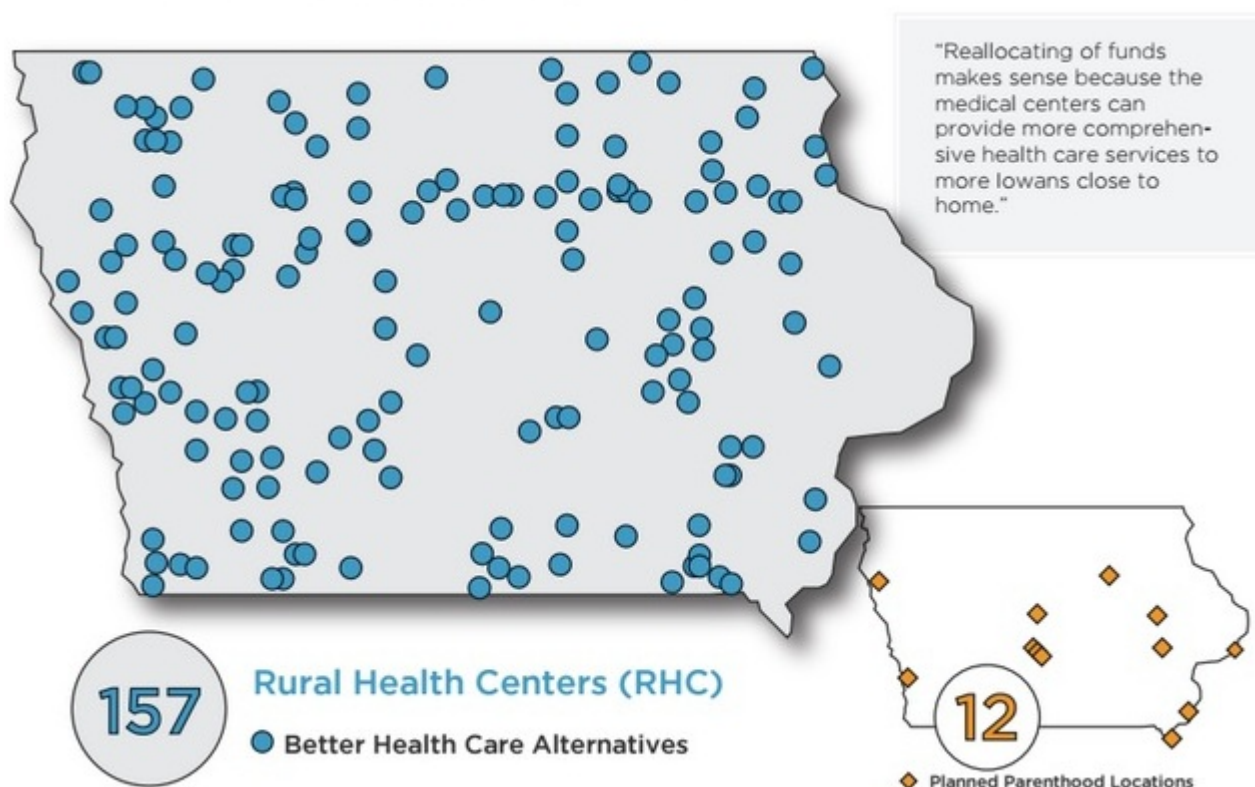 “Reallocating of funds
makes sense because the
medical centers can
provide more comprehen-
sive health care services to
more Iowans close to
home.”
157
Rural Health Centers (RHC)
Better Health Care Alternatives
12
Planned Parenthood Locations